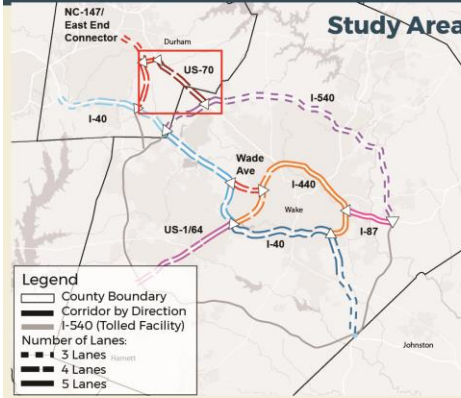 Study Area
NC-147/
East End
Connector
Durham
US-70
I-540
I-40
Wade
Ave
I-440
Wake
US-1/64
I-40
I-87
Legend
County Boundary
Corridor by Direction
I-540 (Tolled Facility)
Number of Lanes:
3 Lanes
Harnett
4 Lanes
5 Lanes
Johnston